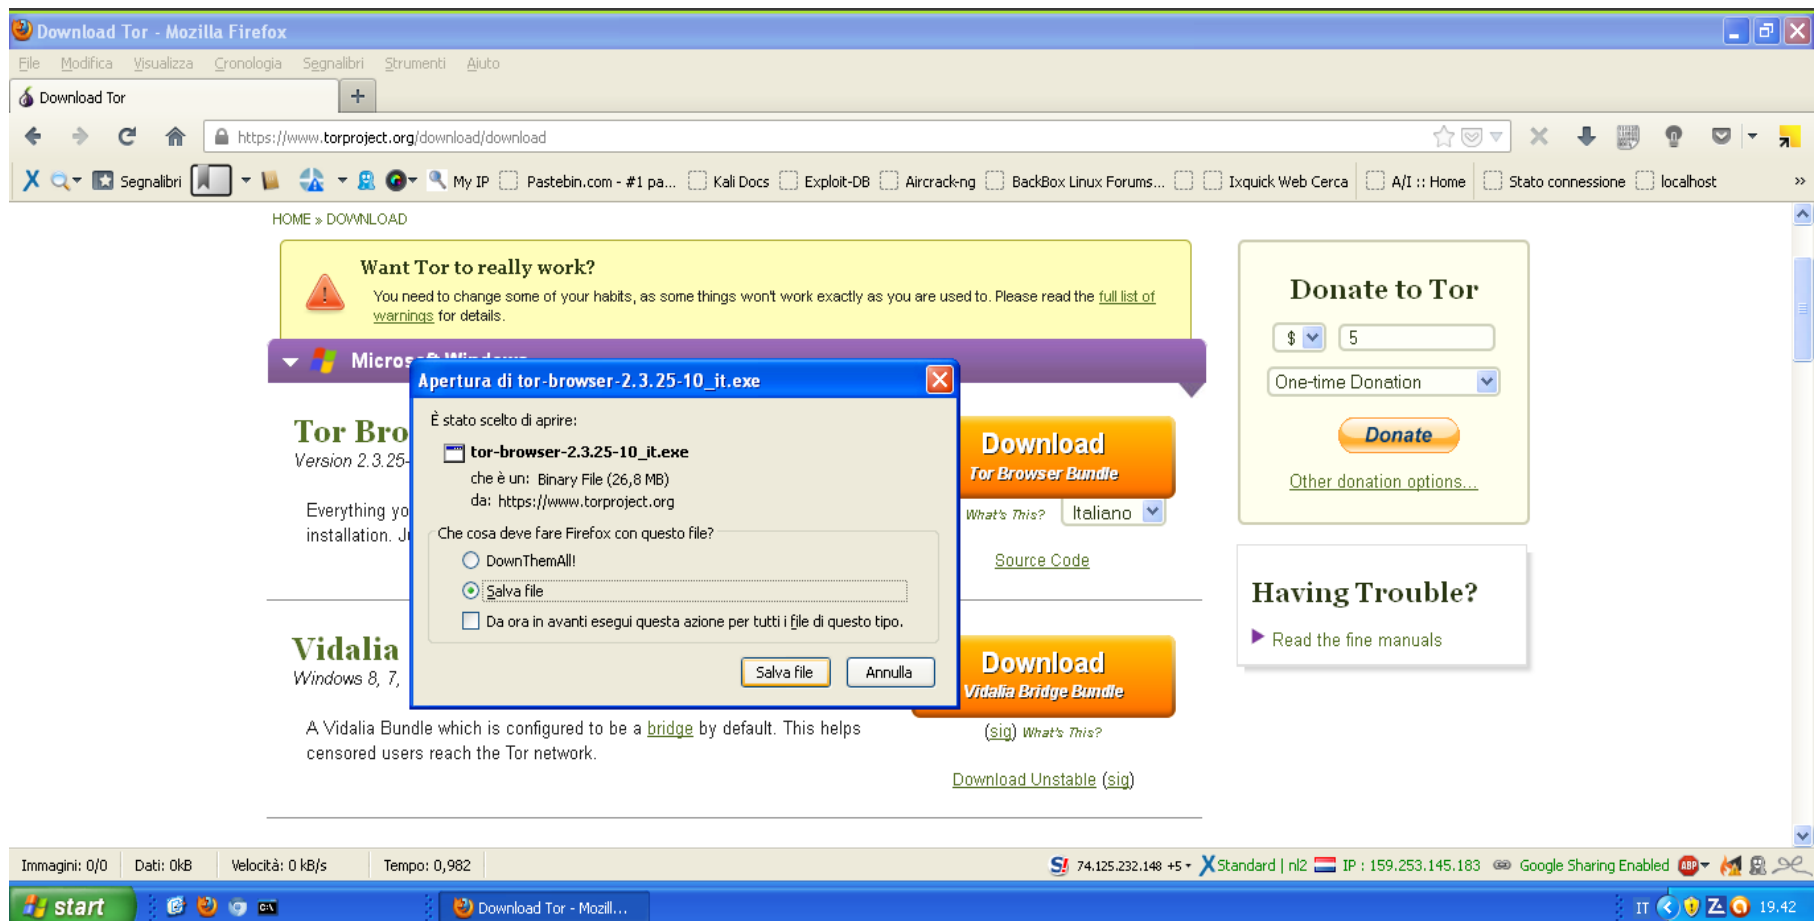 Download Tor - Mozilla Firefox
File Modifica Visualizza Cronologia Segnalibri Strumenti Aiuto
Download Tor
https://www.torproject.org/download/download
Segnalibri My IP Pastebin.com - #1 pa... Kali Docs Exploit-DB Aircrack-ng BackBox Linux Forums... Ixquick Web Cerca A/I :: Home Stato connessione localhost »
HOME » DOWNLOAD
Want Tor to really work?
You need to change some of your habits, as some things won't work exactly as you are used to. Please read the full list of
warnings for details.
Donate to Tor
$ 5
One-time Donation
Donate
Other donation options...
Having Trouble?
Read the fine manuals
Apertura di tor-browser-2.3.25-10_it.exe
È stato scelto di aprire:
tor-browser-2.3.25-10_it.exe
che è un: Binary File (26,8 MB)
da: https://www.torproject.org
Che cosa deve fare Firefox con questo file?
DownThemAll!
Salva file
Da ora in avanti esegui questa azione per tutti i file di questo tipo.
Salva file Annulla
Tor Bro
Version 2.3.25-
Everything yo
installation. J
Download
Tor Browser Bundle
What's This? Italiano
Source Code
Vidalia
Windows 8, 7,
A Vidalia Bundle which is configured to be a bridge by default. This helps
censored users reach the Tor network.
Download
Vidalia Bridge Bundle
(sig) What's This?
Download Unstable (sig)
Immagini: 0/0 Dati: 0kB Velocità: 0 kB/s Tempo: 0,982 74.125.232.148 +5 Standard | nl2 IP : 159.253.145.183 Google Sharing Enabled ABP
start Download Tor - Mozill... IT 19.42